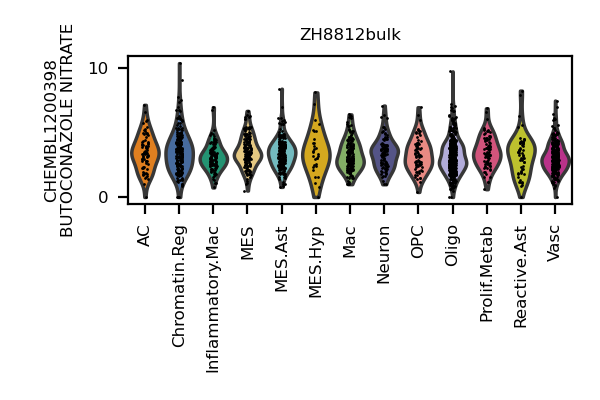 ZH8812bulk
CHEMBL1200398
BUTOCONAZOLE NITRATE
10
0
AC
Chromatin.Reg
Inflammatory.Mac
MES
MES.Ast
MES.Hyp
Mac
Neuron
OPC
Oligo
Prolif.Metab
Reactive.Ast
Vasc